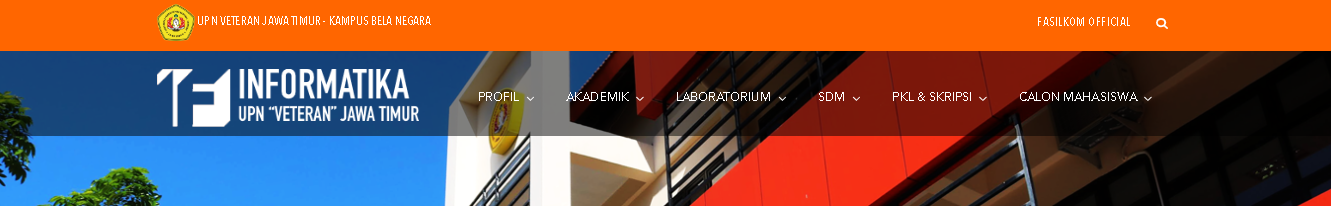 UPN VETERAN JAWA TIMUR - KAMPUS BELA NEGARA
FASILKOM OFFICIAL
INFORMATIKA
UPN “VETERAN” JAWA TIMUR
PROFIL
AKADEMIK
LABORATORIUM
SDM
PKL & SKRIPSI
CALON MAHASISWA